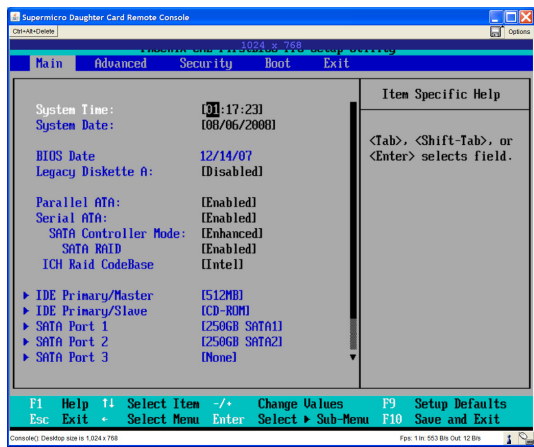 Supermicro Daughter Card Remote Console
Ctrl+Alt+Delete
Options
1024 x 768
Main Advanced Security Boot Exit
Item Specific Help
System Time: [01:17:23]
System Date: [08/06/2008]
<Tab>, <Shift-Tab>, or
<Enter> selects field.
BIOS Date 12/14/07
Legacy Diskette A: [Disabled]
Parallel ATA: [Enabled]
Serial ATA: [Enabled]
SATA Controller Mode: [Enhanced]
SATA RAID [Enabled]
ICH Raid CodeBase [Intel]
IDE Primary/Master [512MB]
IDE Primary/Slave [CD-ROM]
SATA Port 1 [250GB SATA1]
SATA Port 2 [250GB SATA2]
SATA Port 3 [None]
F1 Help ↑↓ Select Item -/+ Change Values F9 Setup Defaults
Esc Exit ← Select Menu Enter Select ▶ Sub-Menu F10 Save and Exit
Console(): Desktop size is 1,024 x 768
Fps: 1 In: 553 B/s Out: 12 B/s